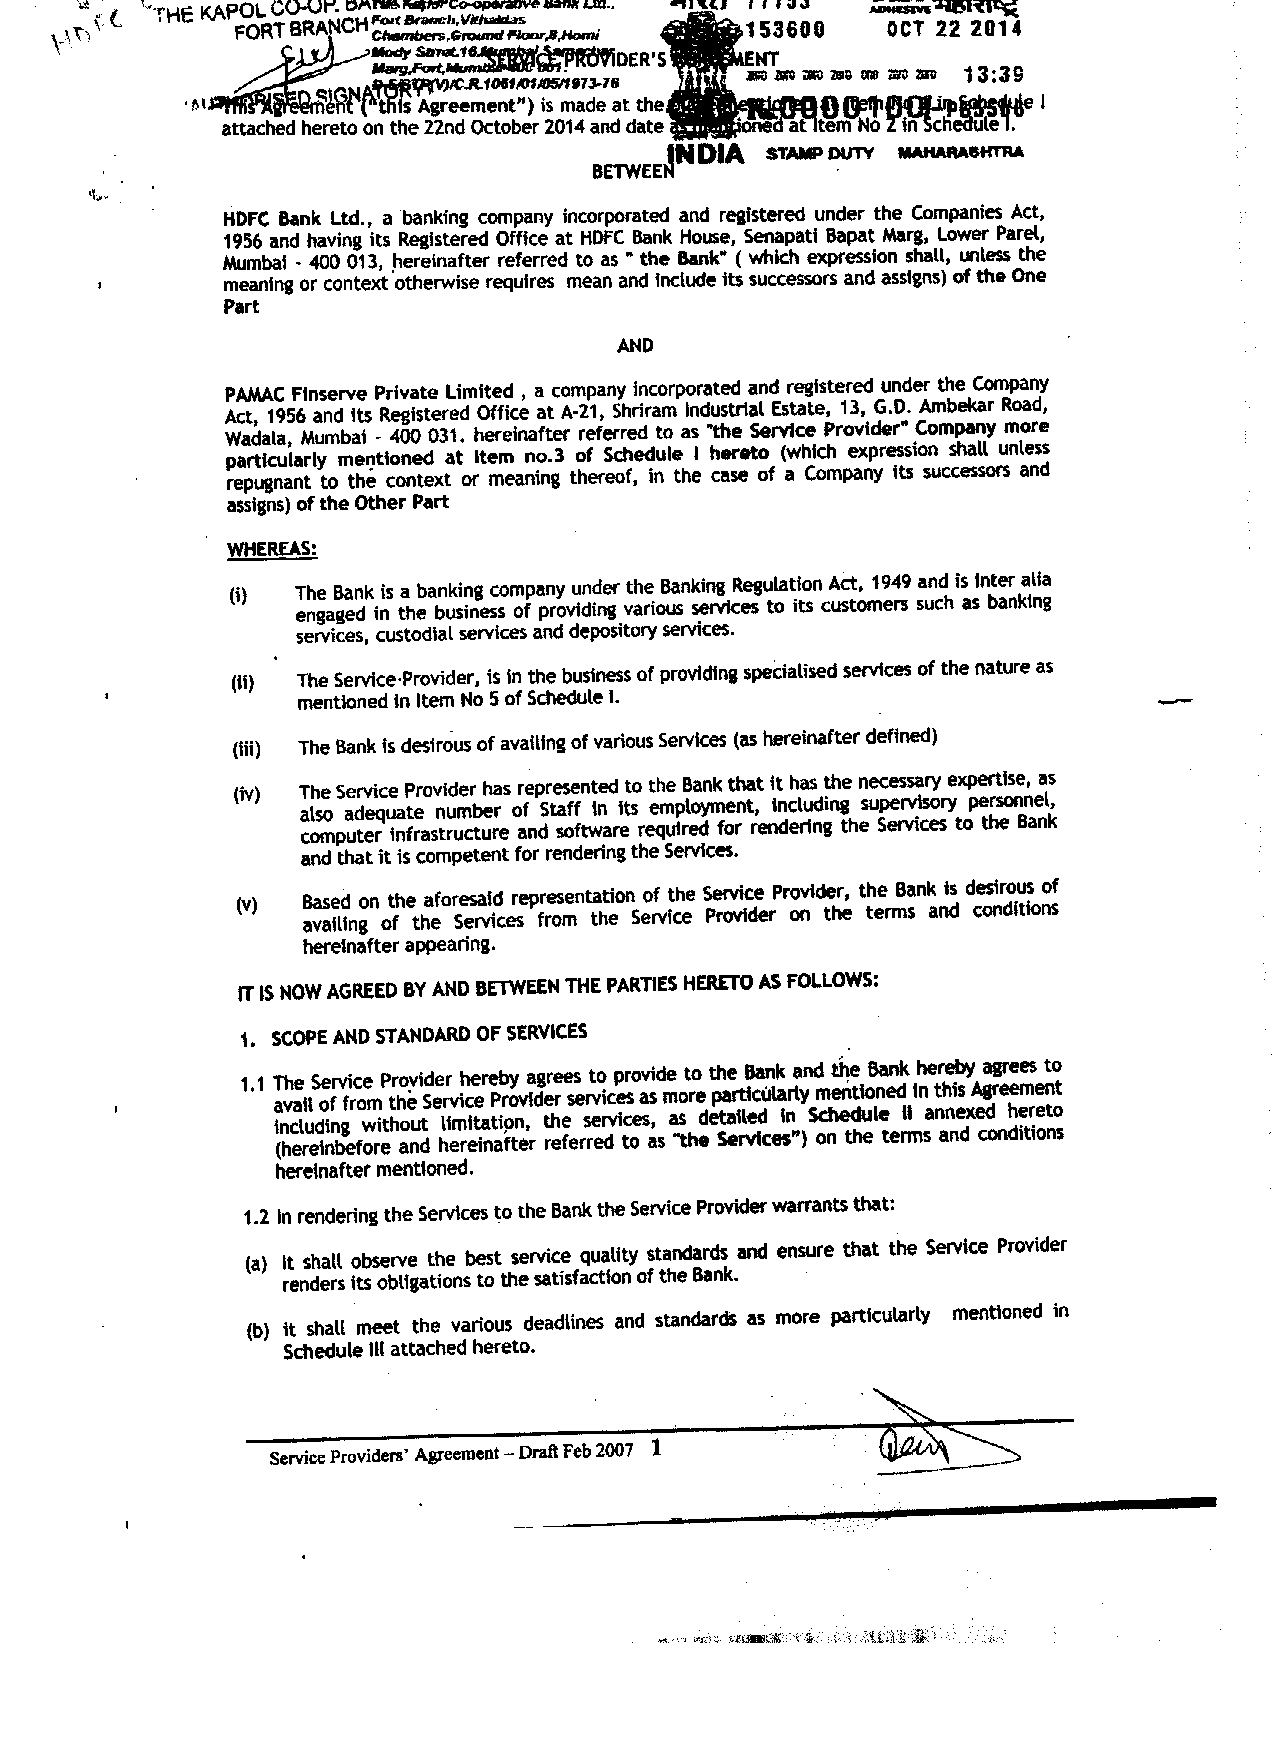 HDFC
"THE KAPOL CO-OP. BANK
FORT BRANCH
Co-operative Bank Ltd.,
Fort Branch, Vithaldas
Chambers, Ground Floor, 8, Homi
Mody Street, 16,
Marg, Fort, Mumbai
1061/01/05/1973-76
AUTHORISED SIGNATORY
153600
ADHESIVE
OCT 22 2014
13:39
INDIA STAMP DUTY MAHARASHTRA
SERVICE PROVIDER'S AGREEMENT
This Agreement ("this Agreement") is made at the in Schedule I
attached hereto on the 22nd October 2014 and date as mentioned at Item No 2 in Schedule I.
BETWEEN
HDFC Bank Ltd., a banking company incorporated and registered under the Companies Act,
1956 and having its Registered Office at HDFC Bank House, Senapati Bapat Marg, Lower Parel,
Mumbai - 400 013, hereinafter referred to as " the Bank" ( which expression shall, unless the
meaning or context otherwise requires mean and include its successors and assigns) of the One
Part
AND
PAMAC Finserve Private Limited , a company incorporated and registered under the Company
Act, 1956 and its Registered Office at A-21, Shriram Industrial Estate, 13, G.D. Ambekar Road,
Wadala, Mumbai - 400 031. hereinafter referred to as "the Service Provider" Company more
particularly mentioned at Item no.3 of Schedule I hereto (which expression shall unless
repugnant to the context or meaning thereof, in the case of a Company its successors and
assigns) of the Other Part
WHEREAS:
(i) The Bank is a banking company under the Banking Regulation Act, 1949 and is inter alia
engaged in the business of providing various services to its customers such as banking
services, custodial services and depository services.
(ii) The Service Provider, is in the business of providing specialised services of the nature as
mentioned in Item No 5 of Schedule I.
(iii) The Bank is desirous of availing of various Services (as hereinafter defined)
(iv) The Service Provider has represented to the Bank that it has the necessary expertise, as
also adequate number of Staff in its employment, including supervisory personnel,
computer infrastructure and software required for rendering the Services to the Bank
and that it is competent for rendering the Services.
(v) Based on the aforesaid representation of the Service Provider, the Bank is desirous of
availing of the Services from the Service Provider on the terms and conditions
hereinafter appearing.
IT IS NOW AGREED BY AND BETWEEN THE PARTIES HERETO AS FOLLOWS:
1. SCOPE AND STANDARD OF SERVICES
1.1 The Service Provider hereby agrees to provide to the Bank and the Bank hereby agrees to
avail of from the Service Provider services as more particularly mentioned in this Agreement
including without limitation, the services, as detailed in Schedule II annexed hereto
(hereinbefore and hereinafter referred to as "the Services") on the terms and conditions
hereinafter mentioned.
1.2 In rendering the Services to the Bank the Service Provider warrants that:
(a) it shall observe the best service quality standards and ensure that the Service Provider
renders its obligations to the satisfaction of the Bank.
(b) it shall meet the various deadlines and standards as more particularly mentioned in
Schedule III attached hereto.
Service Providers' Agreement – Draft Feb 2007 1